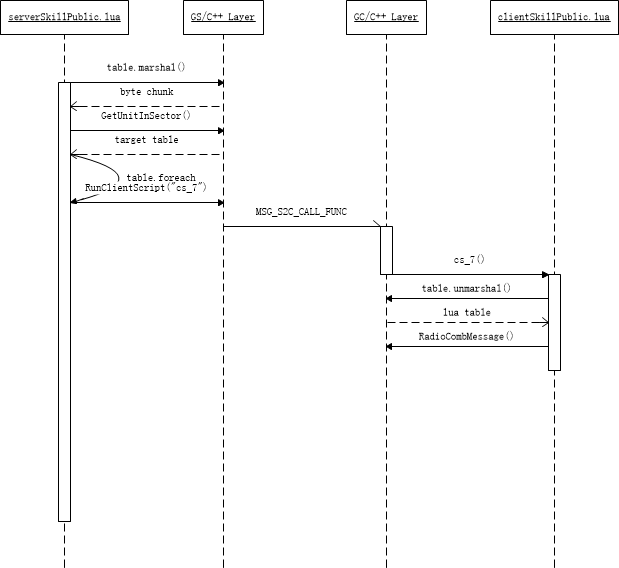 serverSkillPublic.lua
GS/C++ Layer
GC/C++ Layer
clientSkillPublic.lua
table.marshal()
byte chunk
GetUnitInSector()
target table
table.foreach
RunClientScript("cs_7")
MSG_S2C_CALL_FUNC
cs_7()
table.unmarshal()
lua table
RadioCombMessage()